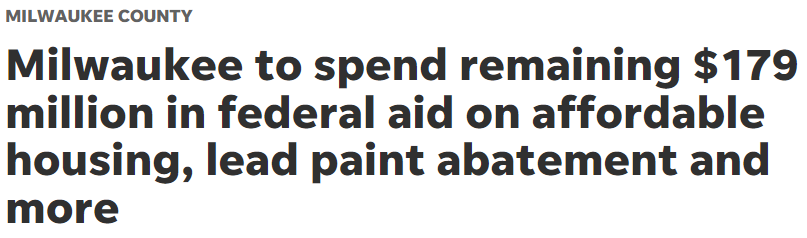 MILWAUKEE COUNTY
Milwaukee to spend remaining $179
million in federal aid on affordable
housing, lead paint abatement and
more